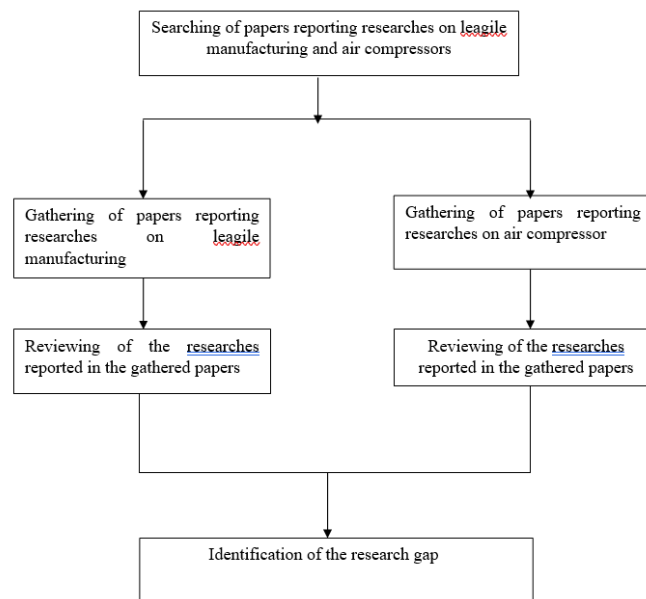 Searching of papers reporting researches on leagile
manufacturing and air compressors
Gathering of papers reporting
researches on leagile
manufacturing
Gathering of papers reporting
researches on air compressor
Reviewing of the researches
reported in the gathered papers
Reviewing of the researches
reported in the gathered papers
Identification of the research gap